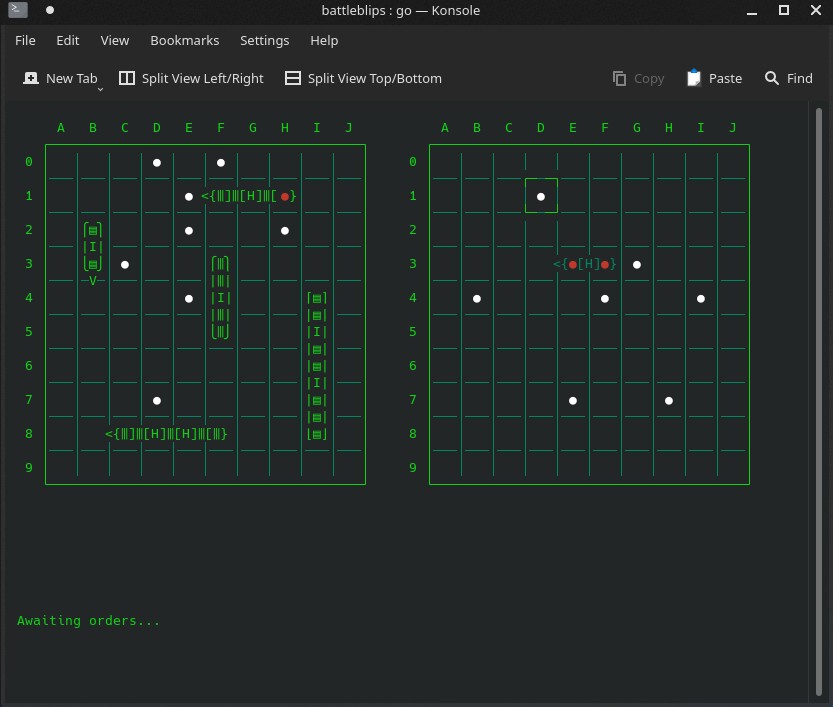 battleblips : go — Konsole
File Edit View Bookmarks Settings Help
New Tab Split View Left/Right Split View Top/Bottom Copy Paste Find
A B C D E F G H I J A B C D E F G H I J
0 0
1 <{|||]|||[H]|||[●} 1
2 2
|I|
3 <{●[H]●} 3
V
4 |I| 4
5 |I| 5
6 6
|I|
7 7
8 <{|||]|||[H]|||[H]|||[|||} 8
9 9
Awaiting orders...